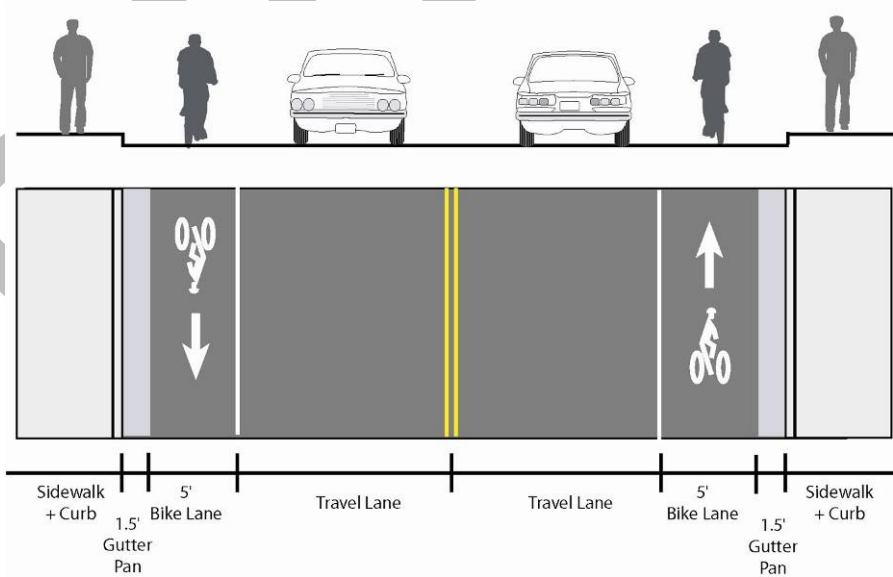 Sidewalk
+ Curb
1.5'
Gutter
Pan
5'
Bike Lane
Travel Lane
Travel Lane
5'
Bike Lane
1.5'
Gutter
Pan
Sidewalk
+ Curb